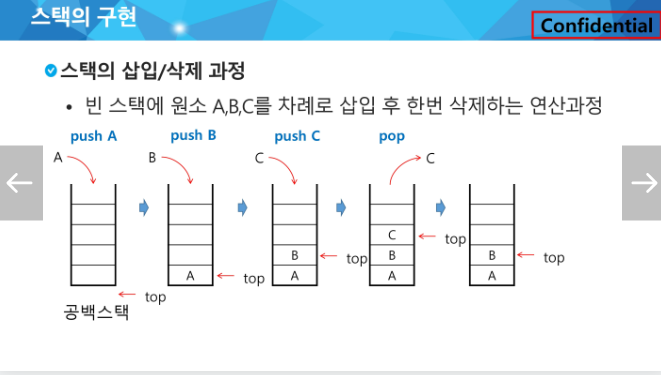 스택의 구현
Confidential
스택의 삽입/삭제 과정
• 빈 스택에 원소 A,B,C를 차례로 삽입 후 한번 삭제하는 연산과정
push A push B push C pop
A B C C
C top
B top B B top
A top A A A
top
공백스택